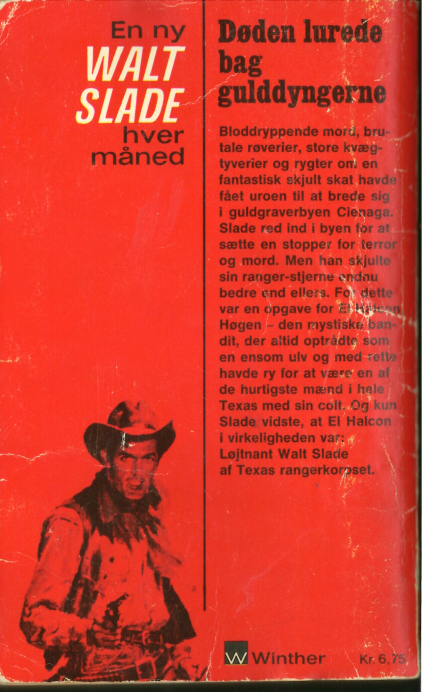 En ny
WALT
SLADE
hver
måned
Døden lurede
bag
gulddyngerne
Bloddryppende mord, bru-
tale røverier, store kvæg-
tyverier og rygter om en
fantastisk skjult skat havde
fået uroen til at brede sig
i guldgraverbyen Cienaga.
Slade red ind i byen for at
sætte en stopper for terror
og mord. Men han skjulte
sin ranger-stjerne endnu
bedre end ellers. For dette
var en opgave for El Halcon
Høgen – den mystiske ban-
dit, der altid optrådte som
en ensom ulv og med rette
havde ry for at være en af
de hurtigste mænd i hele
Texas med sin colt. Og kun
Slade vidste, at El Halcon
i virkeligheden var:
Løjtnant Walt Slade
af Texas rangerkorpset.
W Winther
Kr. 6,75